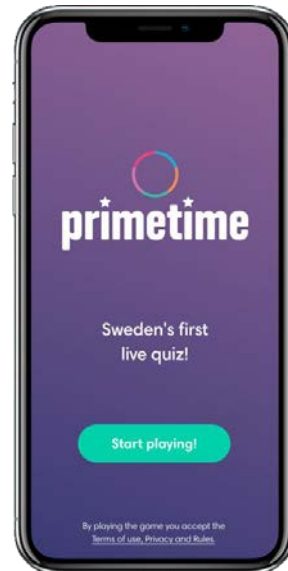 primetime
Sweden's first
live quiz!
Start playing!
By playing the game you accept the
Terms of use, Privacy and Rules.